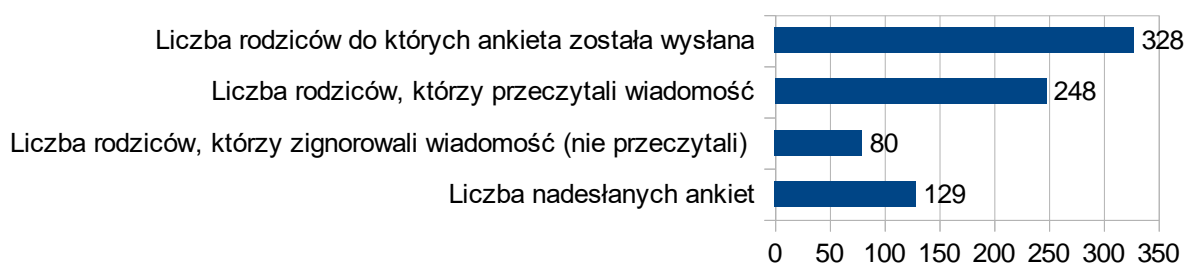 Liczba rodziców do których ankieta została wysłana 328
Liczba rodziców, którzy przeczytali wiadomość 248
Liczba rodziców, którzy zignorowali wiadomość (nie przeczytali) 80
Liczba nadesłanych ankiet 129
0 50 100 150 200 250 300 350